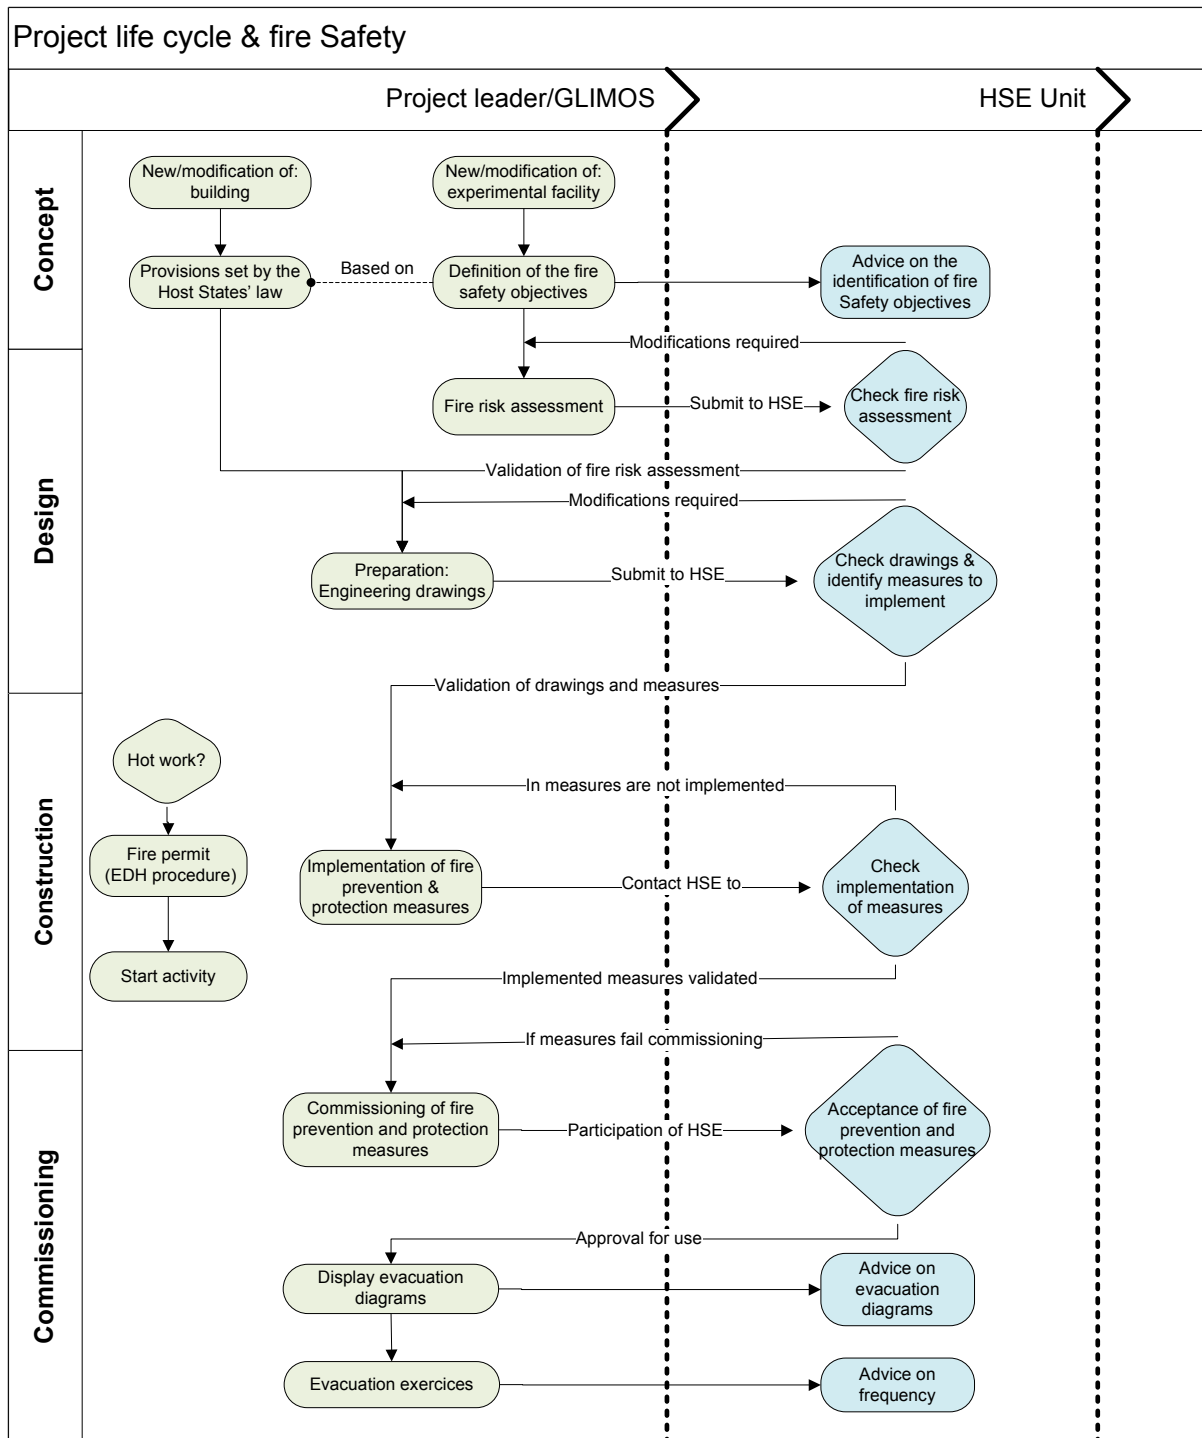 Project life cycle & fire Safety
Project leader/GLIMOS
HSE Unit
Concept
New/modification of:
building
New/modification of:
experimental facility
Provisions set by the
Host States’ law
Based on
Definition of the fire
safety objectives
Advice on the
identification of fire
Safety objectives
Design
Modifications required
Fire risk assessment
Submit to HSE
Check fire risk
assessment
Validation of fire risk assessment
Modifications required
Preparation:
Engineering drawings
Submit to HSE
Check drawings &
identify measures to
implement
Validation of drawings and measures
Construction
Hot work?
Fire permit
(EDH procedure)
Start activity
In measures are not implemented
Implementation of fire
prevention &
protection measures
Contact HSE to
Check
implementation
of measures
Implemented measures validated
Commissioning
If measures fail commissioning
Commissioning of fire
prevention and protection
measures
Participation of HSE
Acceptance of fire
prevention and
protection measures
Approval for use
Display evacuation
diagrams
Advice on
evacuation
diagrams
Evacuation exercices
Advice on
frequency